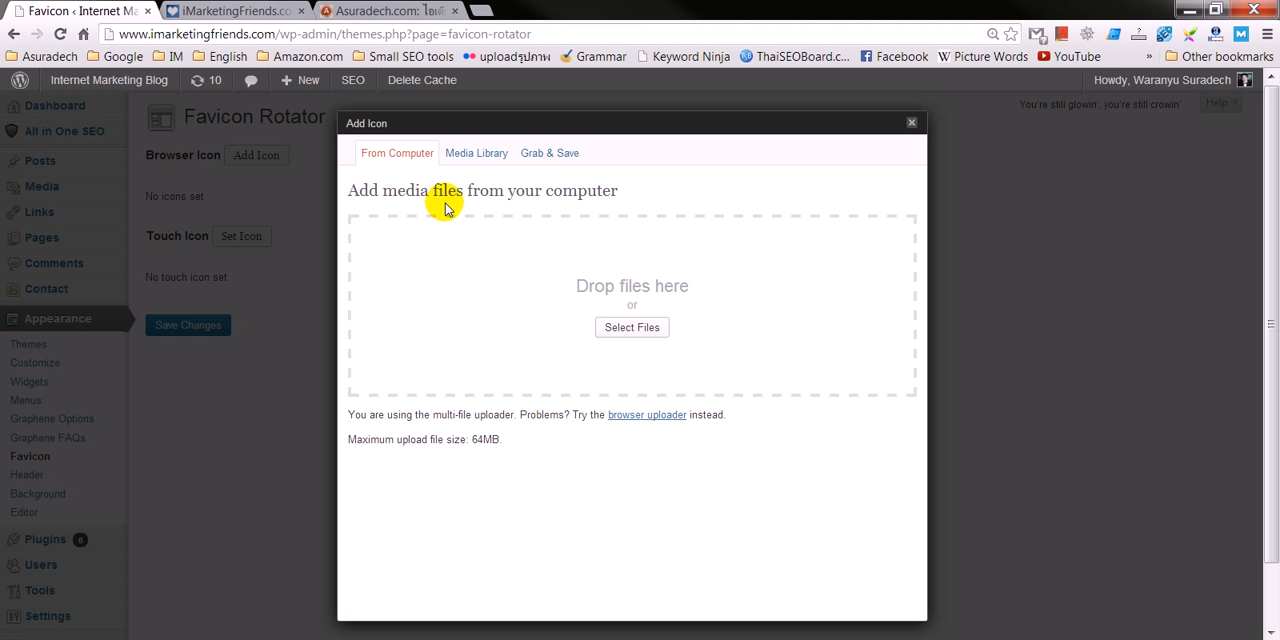 Favicon ‹ Internet Ma
iMarketingFriends.co
Asuradech.com: ไอเดี
www.imarketingfriends.com/wp-admin/themes.php?page=favicon-rotator
Asuradech
Google
IM
English
Amazon.com
Small SEO tools
uploadรูปภาพ
Grammar
Keyword Ninja
ThaiSEOBoard.c...
Facebook
Picture Words
YouTube
»
Other bookmarks
Internet Marketing Blog
10
New
SEO
Delete Cache
Howdy, Waranyu Suradech
Dashboard
All in One SEO
Posts
Media
Links
Pages
Comments
Contact
Appearance
Themes
Customize
Widgets
Menus
Graphene Options
Graphene FAQs
Favicon
Header
Background
Editor
Plugins 6
Users
Tools
Settings
Favicon Rotator
You're still glowin', you're still crowin'
Help
Browser Icon Add Icon
No icons set
Touch Icon Set Icon
No touch icon set
Save Changes
Add Icon
From Computer Media Library Grab & Save
Add media files from your computer
Drop files here
or
Select Files
You are using the multi-file uploader. Problems? Try the browser uploader instead.
Maximum upload file size: 64MB.